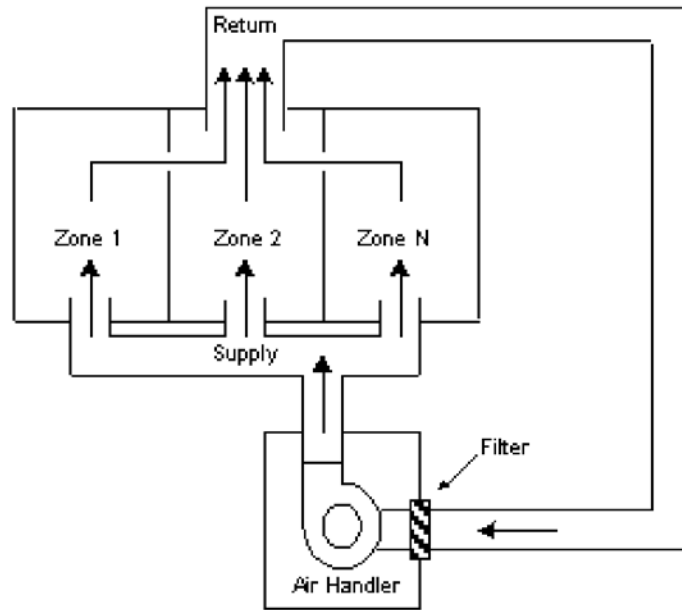 Return
Zone 1
Zone 2
Zone N
Supply
Filter
Air Handler